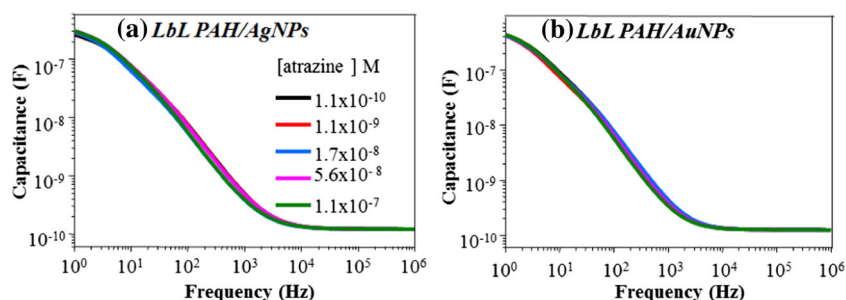 (a) LbL PAH/AgNPs
Capacitance (F)
10⁻⁷
10⁻⁸
10⁻⁹
10⁻¹⁰
[atrazine ] M
1.1x10⁻¹⁰
1.1x10⁻⁹
1.7x10⁻⁸
5.6x10⁻⁸
1.1x10⁻⁷
10⁰ 10¹ 10² 10³ 10⁴ 10⁵ 10⁶
Frequency (Hz)
(b) LbL PAH/AuNPs
Capacitance (F)
10⁻⁷
10⁻⁸
10⁻⁹
10⁻¹⁰
10⁰ 10¹ 10² 10³ 10⁴ 10⁵ 10⁶
Frequency (Hz)